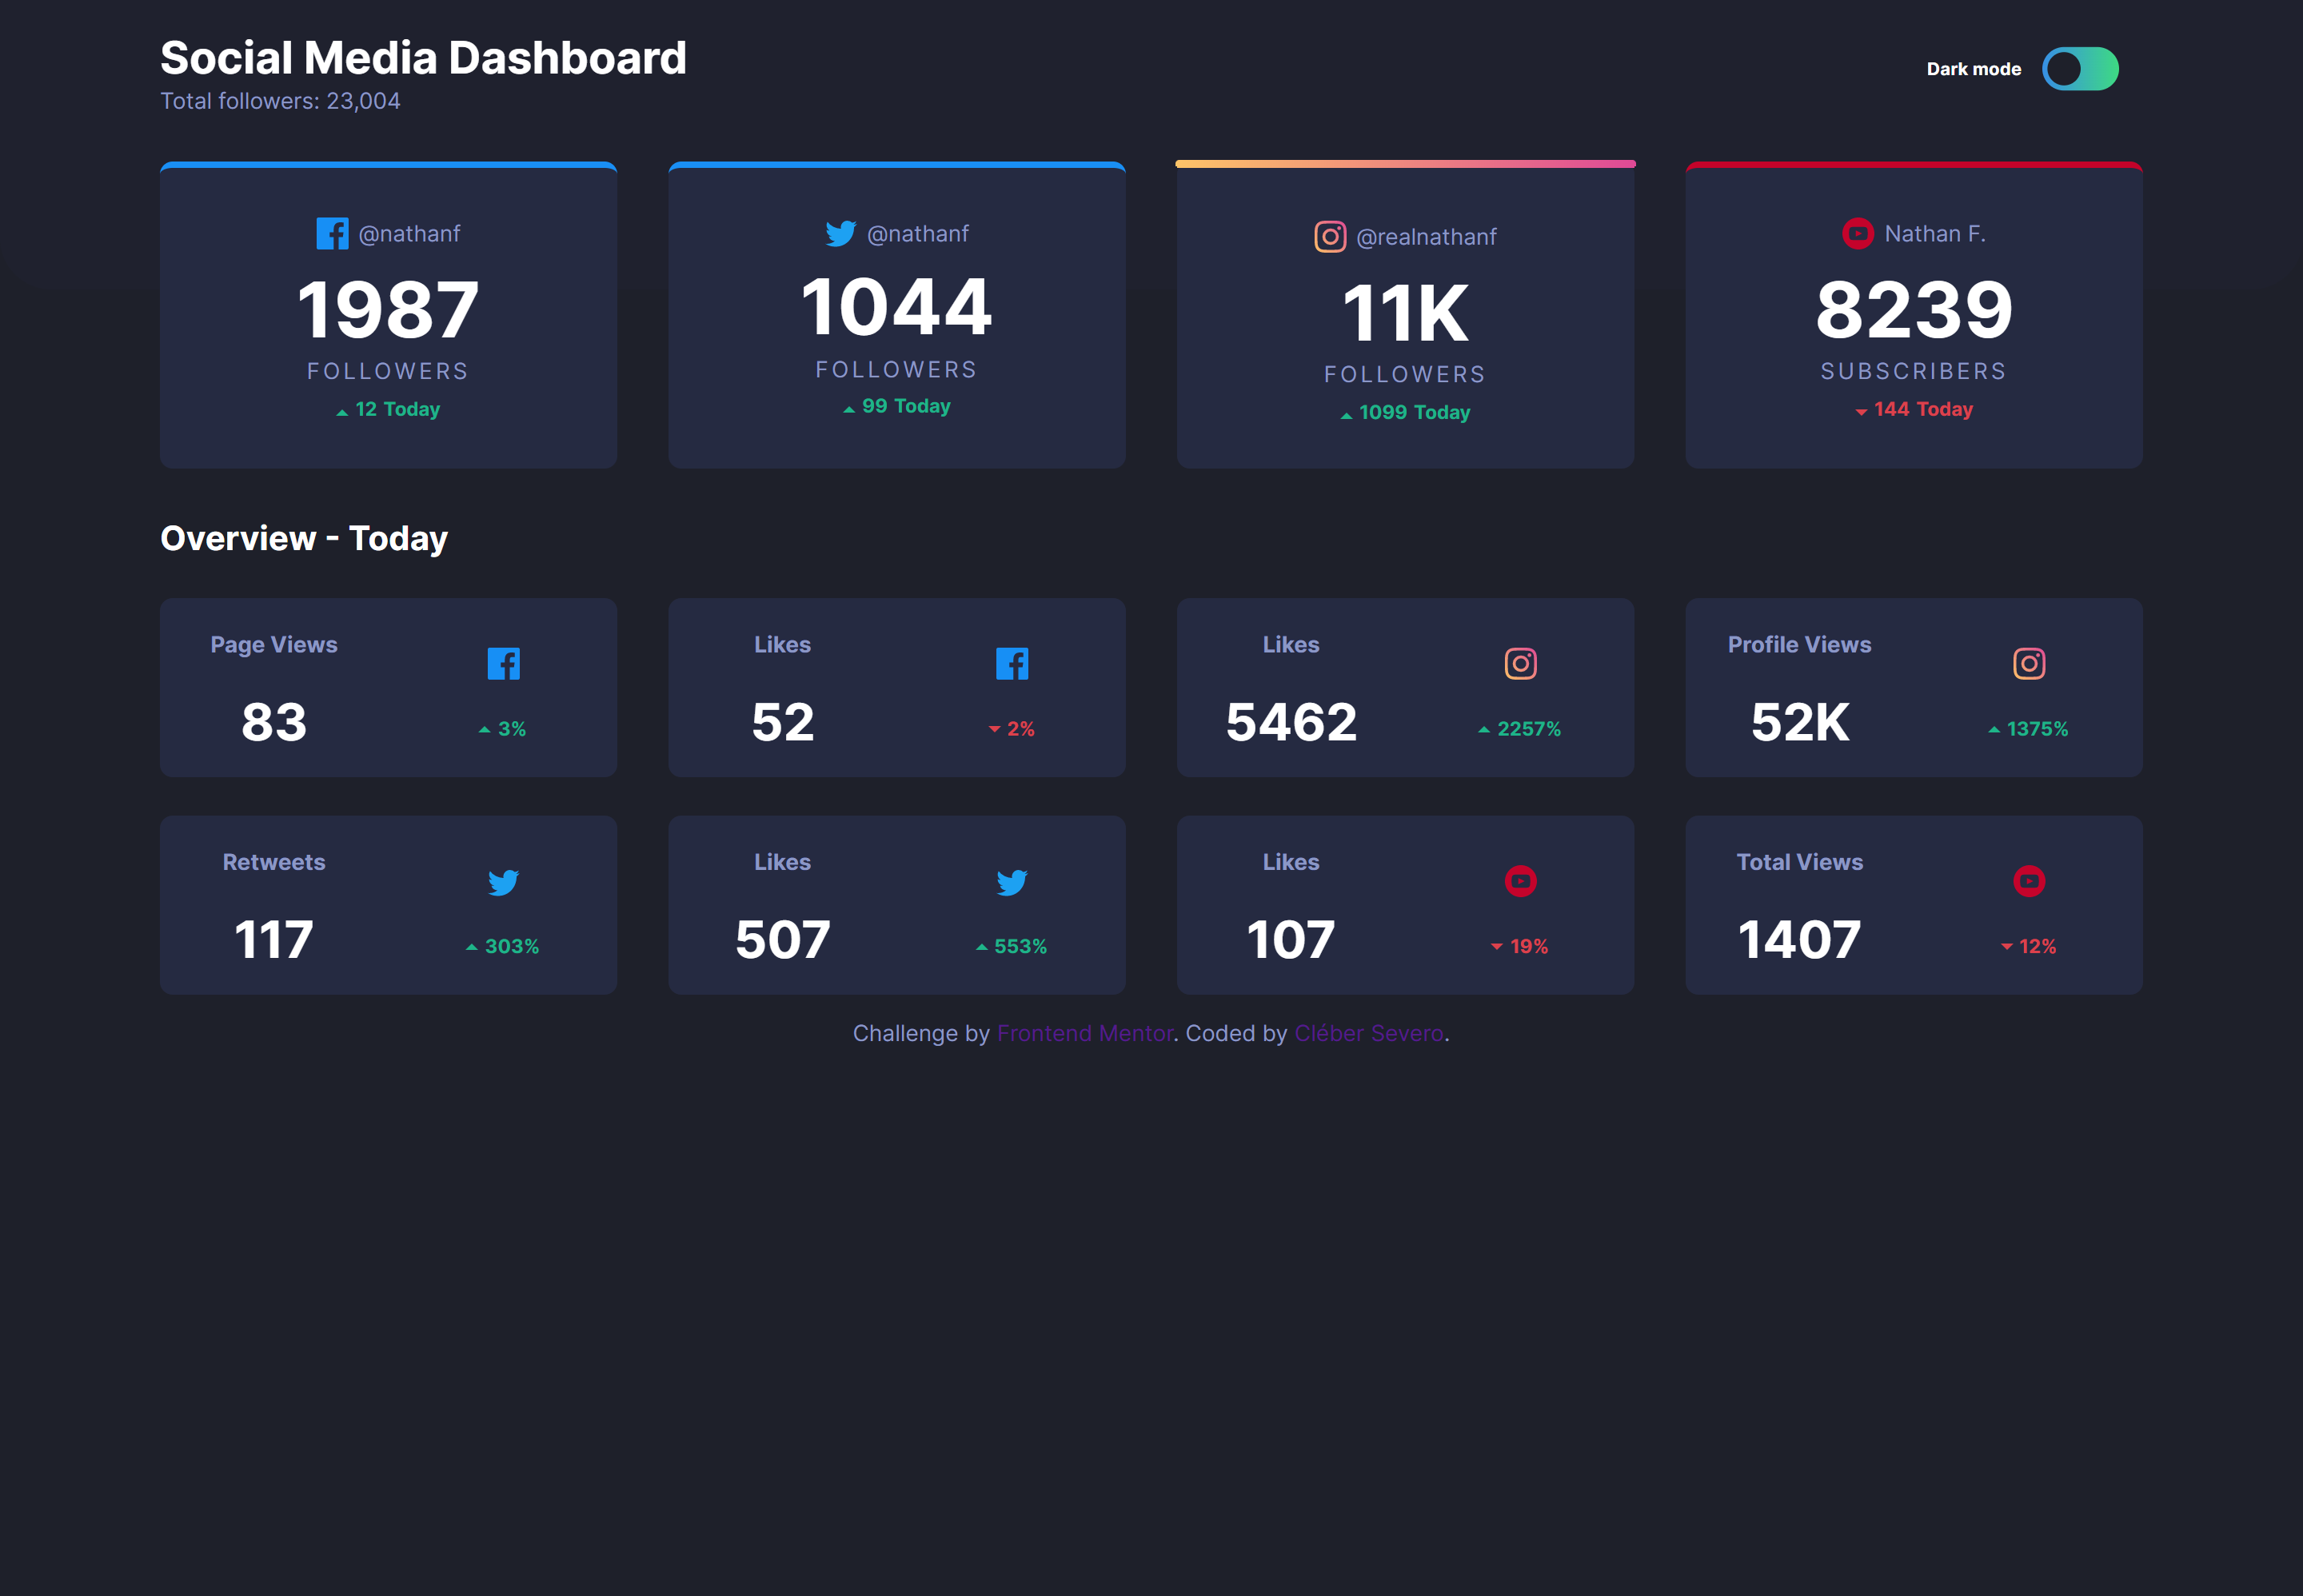 Social Media Dashboard
Total followers: 23,004
Dark mode
@nathanf
1987
FOLLOWERS
12 Today
@nathanf
1044
FOLLOWERS
99 Today
@realnathanf
11K
FOLLOWERS
1099 Today
Nathan F.
8239
SUBSCRIBERS
144 Today
Overview - Today
Page Views
83
3%
Likes
52
2%
Likes
5462
2257%
Profile Views
52K
1375%
Retweets
117
303%
Likes
507
553%
Likes
107
19%
Total Views
1407
12%
Challenge by Frontend Mentor. Coded by Cléber Severo.